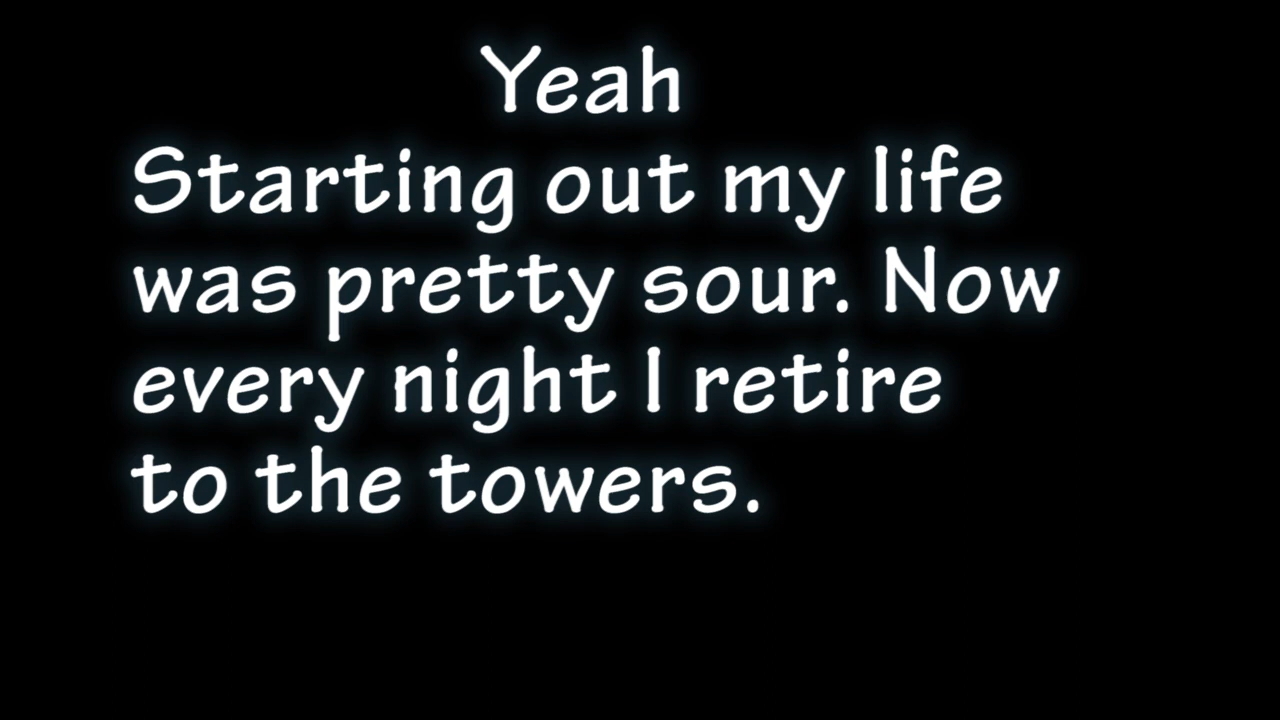 Yeah
Starting out my life
was pretty sour. Now
every night I retire
to the towers.